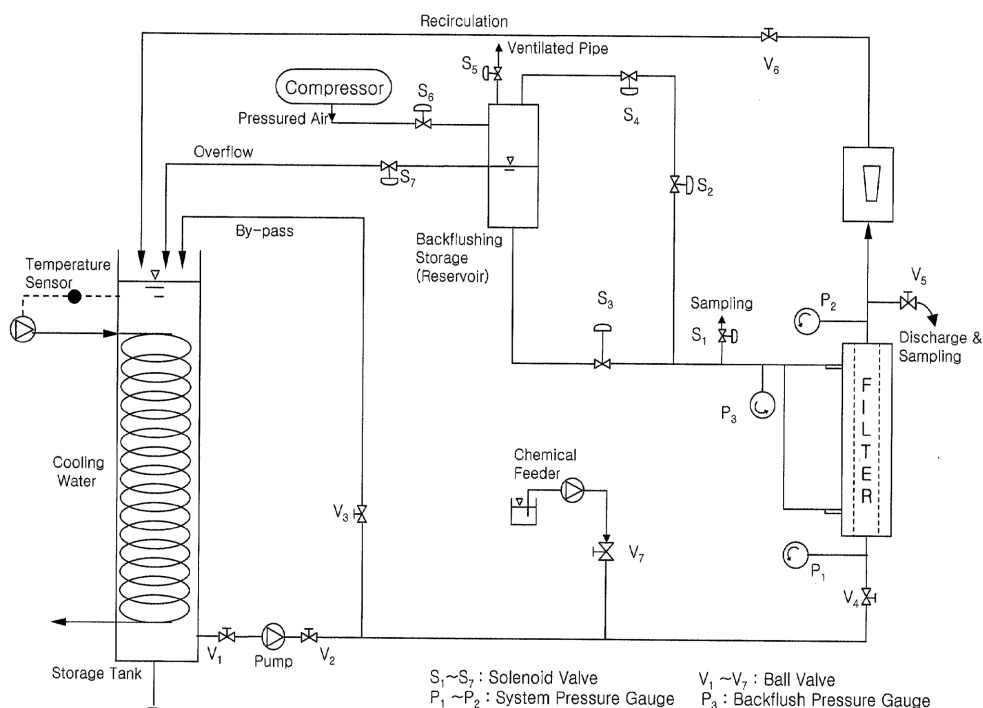 Recirculation
V6
Ventilated Pipe
S5
Compressor
S6
S4
Pressured Air
Overflow
S7
S2
By-pass
Backflushing
Storage
(Reservoir)
Temperature
Sensor
V5
S3
Sampling
S1
P2
Discharge &
Sampling
P3
FILTER
Cooling
Water
Chemical
Feeder
V3
V7
P1
V4
V1
Pump
V2
Storage Tank
S1~S7 : Solenoid Valve
V1 ~V7 : Ball Valve
P1 ~P2 : System Pressure Gauge
P3 : Backflush Pressure Gauge